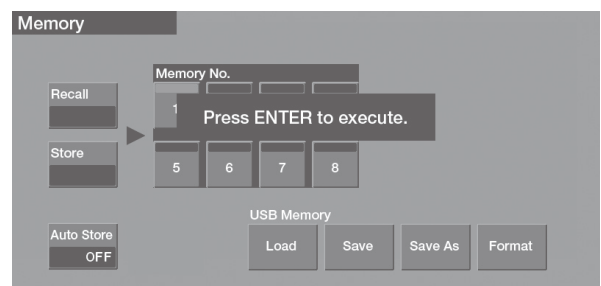 Memory
Memory No.
Recall
1
Press ENTER to execute.
Store
5 6 7 8
USB Memory
Auto Store
OFF
Load Save Save As Format